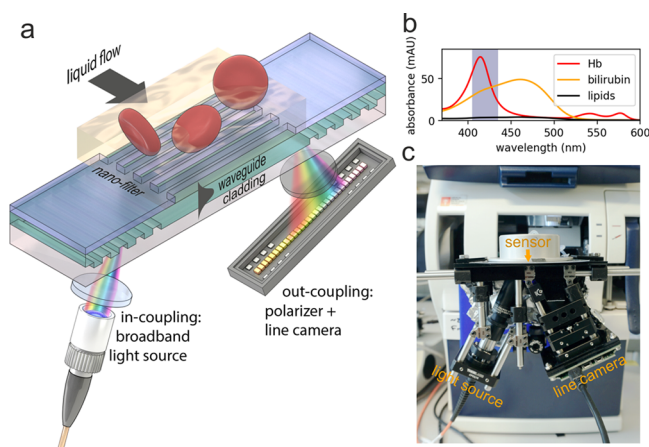 a
liquid flow
nano-filter
waveguide
cladding
in-coupling:
broadband
light source
out-coupling:
polarizer +
line camera
b
absorbance (mAU)
50
0
400
450
500
550
600
wavelength (nm)
Hb
bilirubin
lipids
c
sensor
light source
line camera